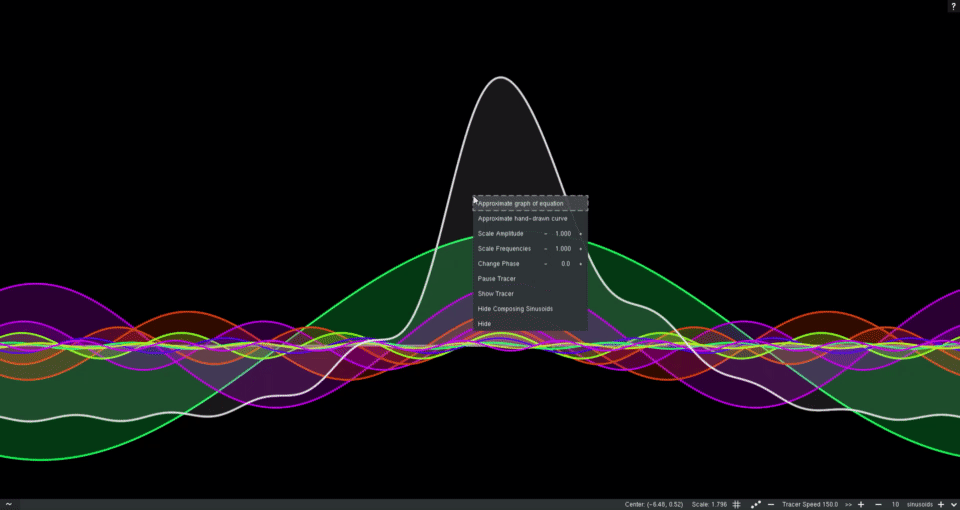 ?
Approximate graph of equation
Approximate hand-drawn curve
Scale Amplitude - 1.000 +
Scale Frequencies - 1.000 +
Change Phase - 0.0 +
Pause Tracer
Show Tracer
Hide Composing Sinusoids
Hide
~ Center: (-6.46, 0.52) Scale: 1.796 - Tracer Speed 150.0 >> + - 10 sinusoids +